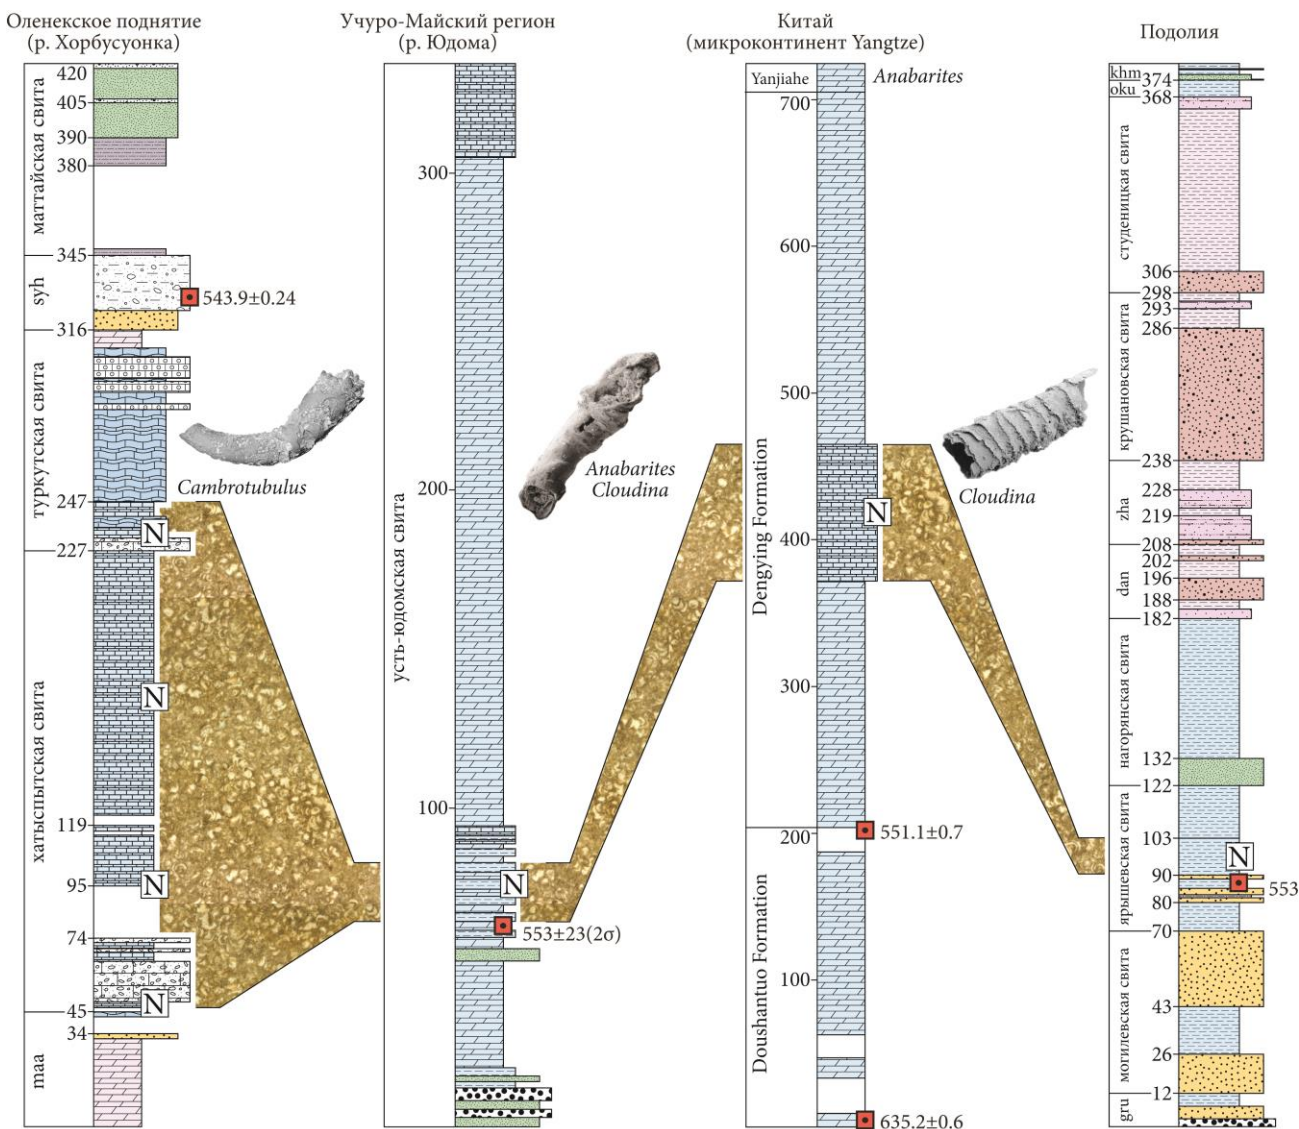 Оленекское поднятие
(р. Хорбусуонка)
420
405
390
380
345
316
247
227
119
95
74
45
34
маттайская свита
syh
туркутская свита
хатыспытская свита
maa
543.9±0.24
Cambrotubulus
N
N
N
N
Учуро-Майский регион
(р. Юдома)
300
200
100
усть-юдомская свита
Anabarites
Cloudina
N
553±23(2σ)
Китай
(микроконтинент Yangtze)
Yanjiahe
Anabarites
700
600
500
400
300
200
100
Dengying Formation
Doushantuo Formation
N
Cloudina
551.1±0.7
635.2±0.6
Подолия
khm
374
oku
368
306
298
293
286
238
228
219
208
202
196
188
182
132
122
103
90
80
70
43
26
12
студеницкая свита
крушановская свита
zha
dan
нагорянская свита
ярышевская свита
могилевская свита
gru
N
553